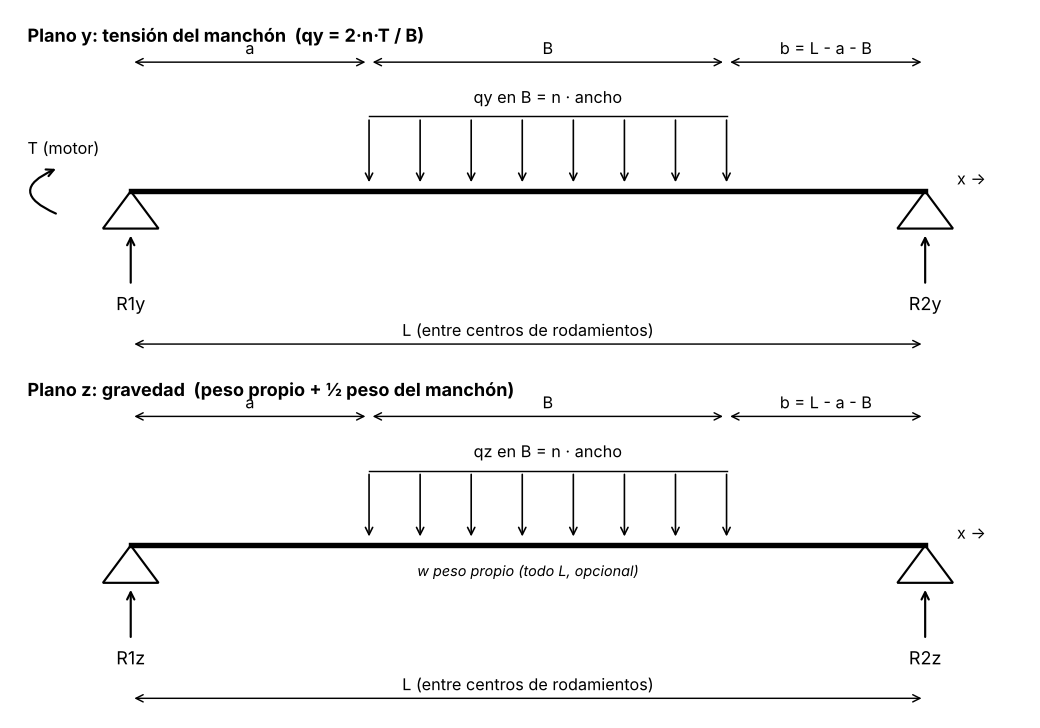 Plano y: tensión del manchón (qy = 2·n·T / B)
a
B
b = L - a - B
qy en B = n · ancho
T (motor)
x →
R1y
R2y
L (entre centros de rodamientos)
Plano z: gravedad (peso propio + ½ peso del manchón)
a
B
b = L - a - B
qz en B = n · ancho
x →
w peso propio (todo L, opcional)
R1z
R2z
L (entre centros de rodamientos)